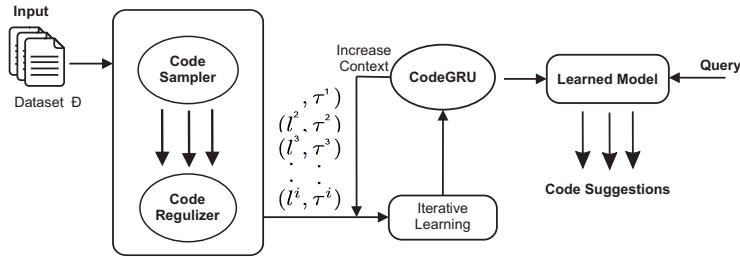 Input
Dataset Đ
Code
Sampler
Code
Regulizer
, τ¹)
(l², τ²)
(l³, τ³)
. .
. .
(lⁱ, τⁱ)
Increase
Context
CodeGRU
Iterative
Learning
Learned Model
Query
Code Suggestions